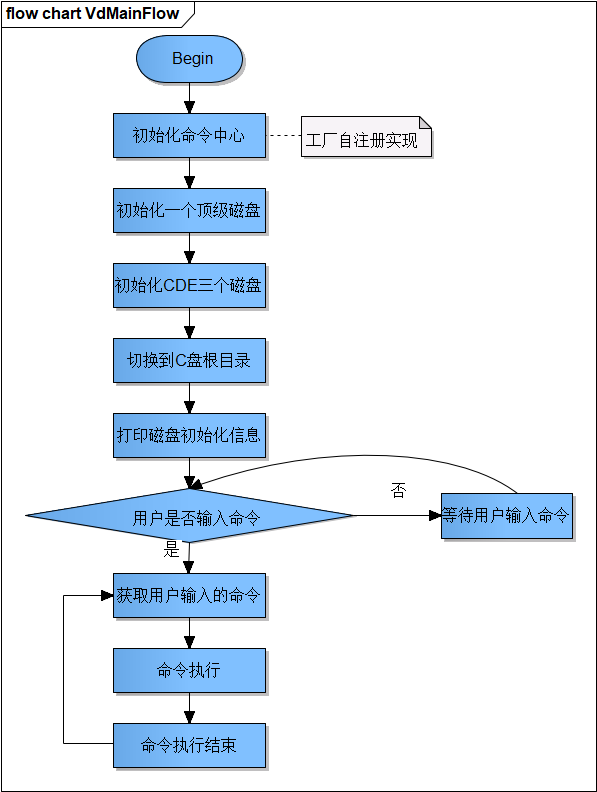 flow chart VdMainFlow
Begin
初始化命令中心
工厂自注册实现
初始化一个顶级磁盘
初始化CDE三个磁盘
切换到C盘根目录
打印磁盘初始化信息
用户是否输入命令
否
等待用户输入命令
是
获取用户输入的命令
命令执行
命令执行结束